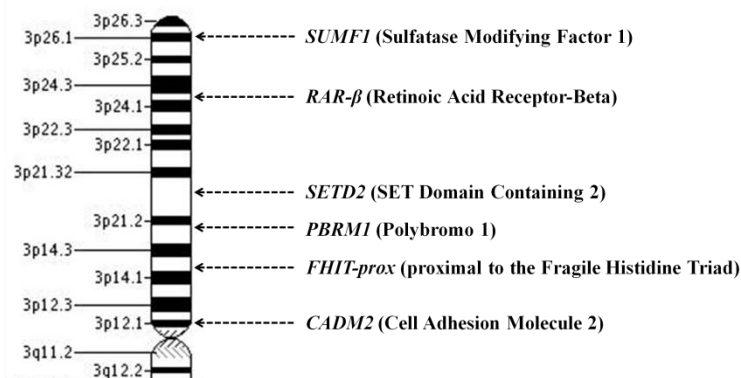 3p26.3
3p26.1
SUMF1 (Sulfatase Modifying Factor 1)
3p25.2
3p24.3
RAR-β (Retinoic Acid Receptor-Beta)
3p24.1
3p22.3
3p22.1
3p21.32
SETD2 (SET Domain Containing 2)
3p21.2
PBRM1 (Polybromo 1)
3p14.3
FHIT-prox (proximal to the Fragile Histidine Triad)
3p14.1
3p12.3
3p12.1
CADM2 (Cell Adhesion Molecule 2)
3q11.2
3q12.2